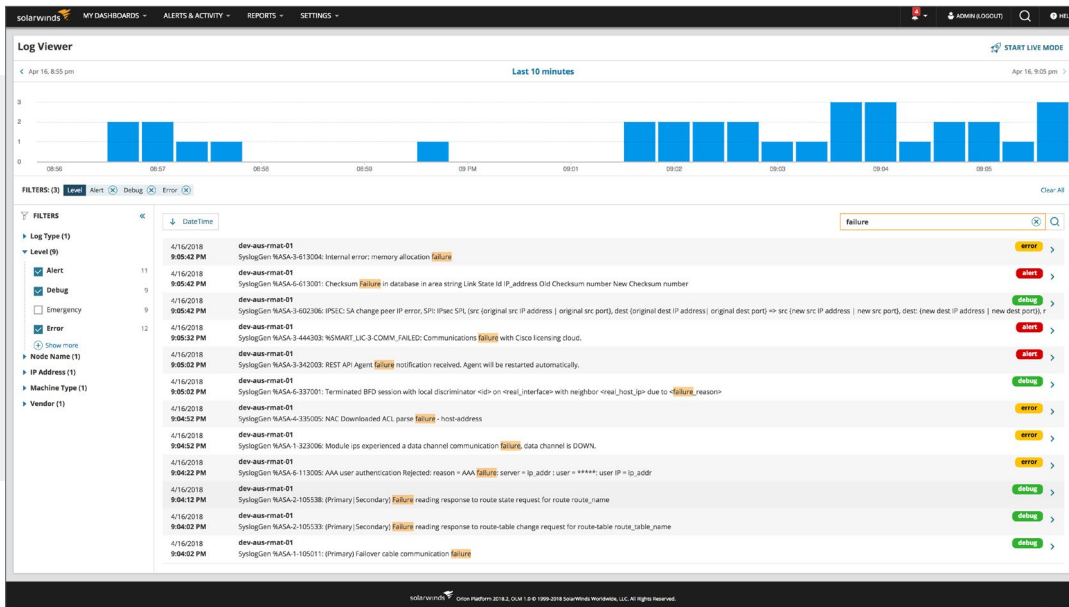 solarwinds MY DASHBOARDS ALERTS & ACTIVITY REPORTS SETTINGS 4 ADMIN (LOGOUT) HEL
Log Viewer START LIVE MODE
Apr 16, 8:55 pm Last 10 minutes Apr 16, 9:05 pm
3
2
1
0
08:56 08:57 08:58 08:59 09 PM 09:01 09:02 09:03 09:04 09:05
FILTERS: (3) Level Alert Debug Error Clear All
FILTERS
Log Type (1)
Level (9)
Alert 11
Debug 9
Emergency 9
Error 12
Show more
Node Name (1)
IP Address (1)
Machine Type (1)
Vendor (1)
DateTime failure
4/16/2018 dev-aus-rmat-01 error
9:05:42 PM SyslogGen %ASA-3-613004: Internal error: memory allocation failure
4/16/2018 dev-aus-rmat-01 alert
9:05:42 PM SyslogGen %ASA-6-613001: Checksum Failure in database in area string Link State Id IP_address Old Checksum number New Checksum number
4/16/2018 dev-aus-rmat-01 debug
9:05:42 PM SyslogGen %ASA-3-602306: IPSEC: SA change peer IP error, SPI: IPsec SPI, (src {original src IP address | original src port}, dest {original dest IP address| original dest port} => src {new src IP address | new src port}, dest: {new dest IP address | new dest port}), r
4/16/2018 dev-aus-rmat-01 alert
9:05:32 PM SyslogGen %ASA-3-444303: %SMART_LIC-3-COMM_FAILED: Communications failure with Cisco licensing cloud.
4/16/2018 dev-aus-rmat-01 alert
9:05:02 PM SyslogGen %ASA-3-342003: REST API Agent failure notification received. Agent will be restarted automatically.
4/16/2018 dev-aus-rmat-01 debug
9:05:02 PM SyslogGen %ASA-6-337001: Terminated BFD session with local discriminator <id> on <real_interface> with neighbor <real_host_ip> due to <failure_reason>
4/16/2018 dev-aus-rmat-01 error
9:04:52 PM SyslogGen %ASA-4-335005: NAC Downloaded ACL parse failure - host-address
4/16/2018 dev-aus-rmat-01 error
9:04:52 PM SyslogGen %ASA-1-323006: Module ips experienced a data channel communication failure, data channel is DOWN.
4/16/2018 dev-aus-rmat-01 error
9:04:22 PM SyslogGen %ASA-6-113005: AAA user authentication Rejected: reason = AAA failure: server = ip_addr : user = *****: user IP = ip_addr
4/16/2018 dev-aus-rmat-01 debug
9:04:12 PM SyslogGen %ASA-2-105538: (Primary|Secondary) Failure reading response to route state request for route route_name
4/16/2018 dev-aus-rmat-01 debug
9:04:02 PM SyslogGen %ASA-2-105533: (Primary|Secondary) Failure reading response to route-table change request for route-table route_table_name
4/16/2018 dev-aus-rmat-01 debug
9:04:02 PM SyslogGen %ASA-1-105011: (Primary) Failover cable communication failure
solarwinds Orion Platform 2018.2, OLM 1.0 © 1999-2018 SolarWinds Worldwide, LLC. All Rights Reserved.